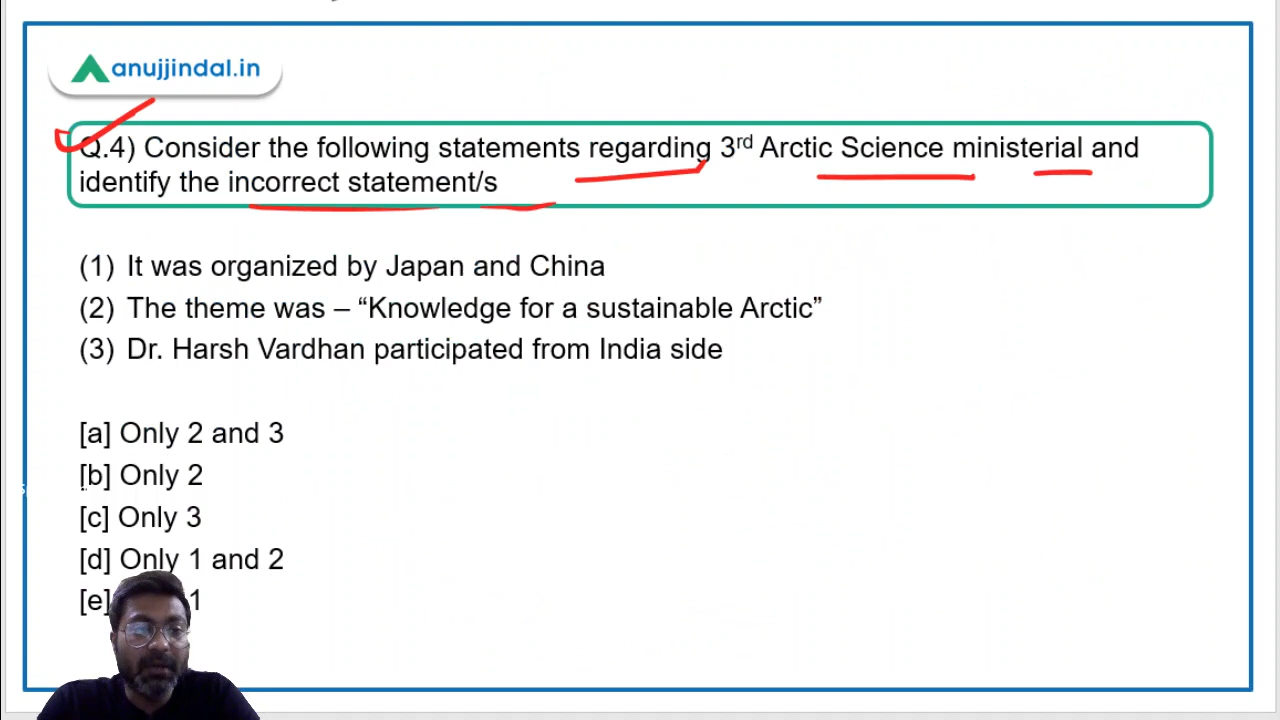 anujjindal.in
Q.4) Consider the following statements regarding 3rd Arctic Science ministerial and
identify the incorrect statement/s
(1) It was organized by Japan and China
(2) The theme was – “Knowledge for a sustainable Arctic”
(3) Dr. Harsh Vardhan participated from India side
[a] Only 2 and 3
[b] Only 2
[c] Only 3
[d] Only 1 and 2
[e] 1